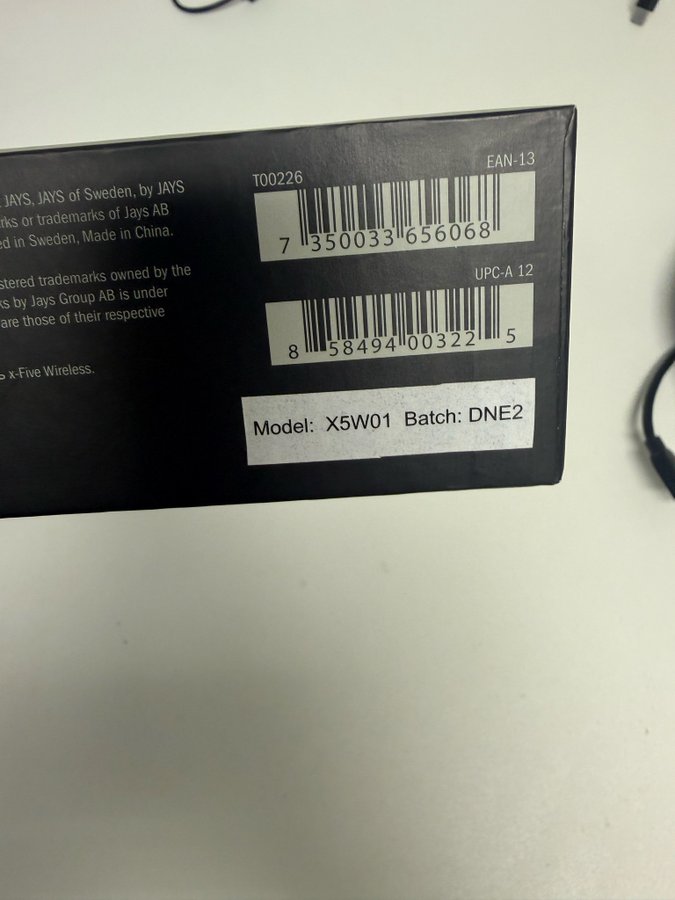 JAYS, JAYS of Sweden, by JAYS
rks or trademarks of Jays AB
ed in Sweden, Made in China.
stered trademarks owned by the
ks by Jays Group AB is under
are those of their respective
x-Five Wireless.
T00226 EAN-13
7 350033 656068
UPC-A 12
8 58494 00322 5
Model: X5W01 Batch: DNE2